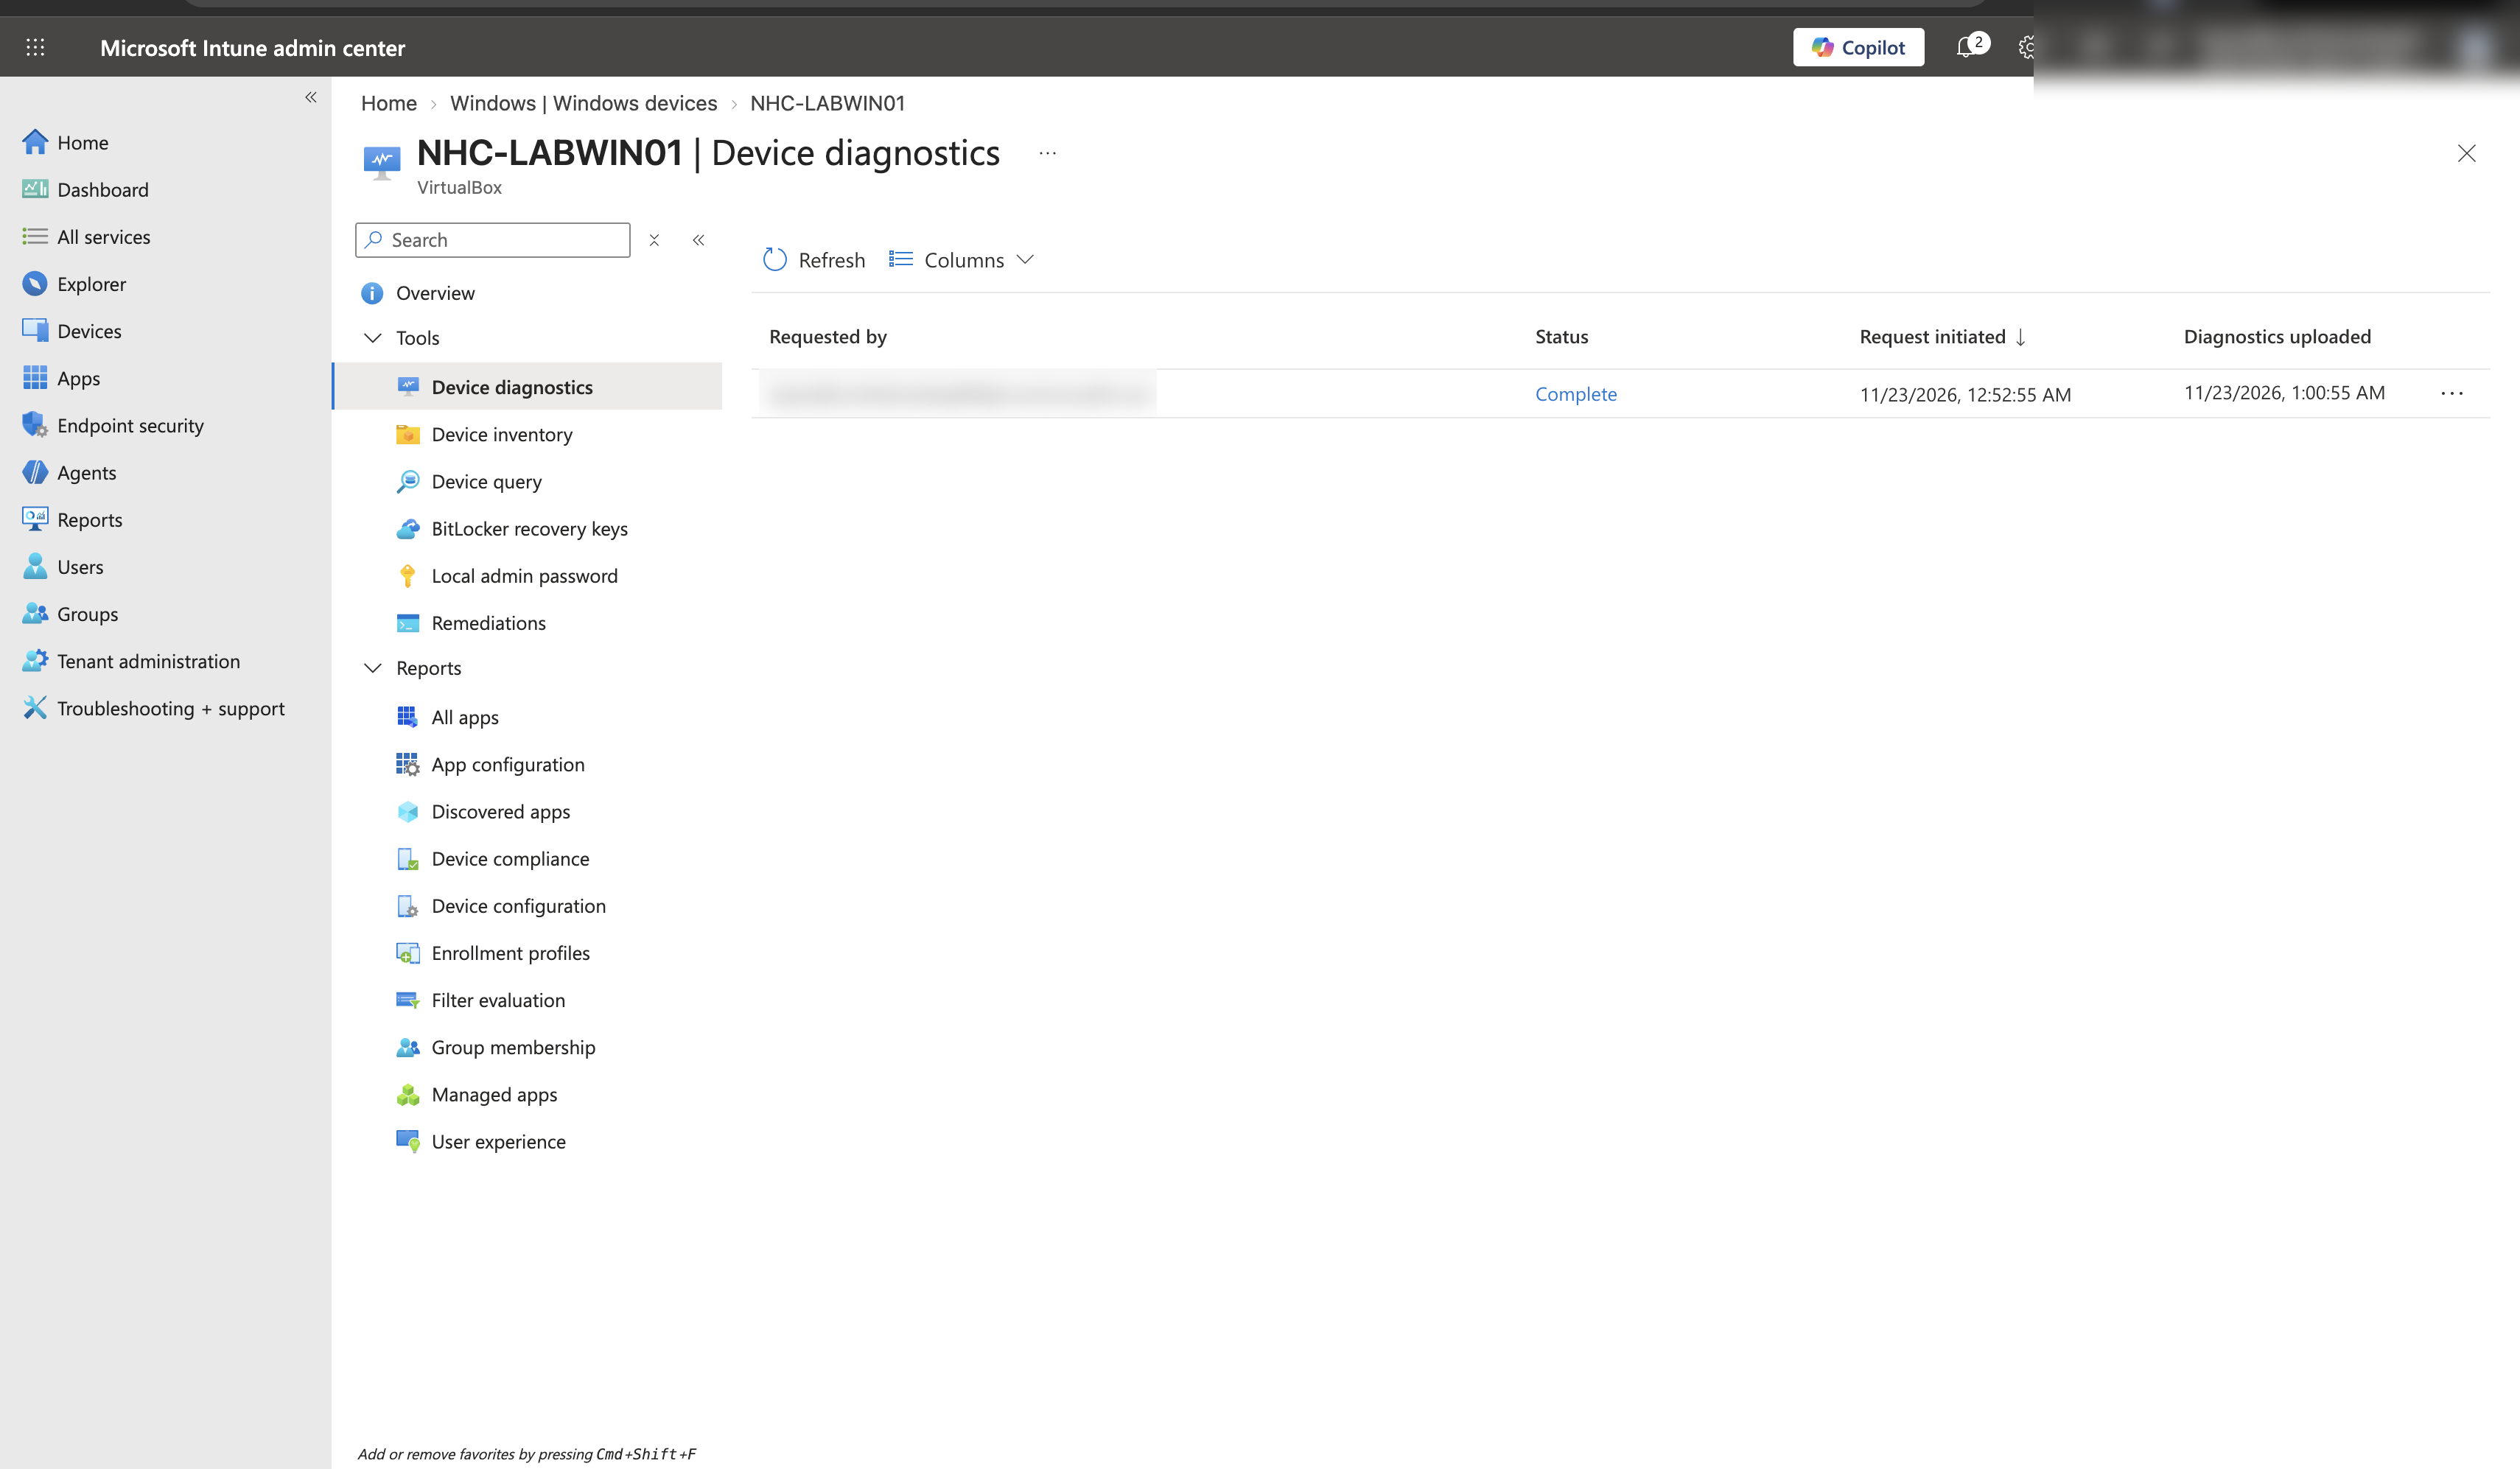 Microsoft Intune admin center
Copilot
2
Home
Dashboard
All services
Explorer
Devices
Apps
Endpoint security
Agents
Reports
Users
Groups
Tenant administration
Troubleshooting + support
Home > Windows | Windows devices > NHC-LABWIN01
NHC-LABWIN01 | Device diagnostics ...
VirtualBox
Search
Overview
Tools
Device diagnostics
Device inventory
Device query
BitLocker recovery keys
Local admin password
Remediations
Reports
All apps
App configuration
Discovered apps
Device compliance
Device configuration
Enrollment profiles
Filter evaluation
Group membership
Managed apps
User experience
Add or remove favorites by pressing Cmd+Shift+F
Refresh Columns
Requested by Status Request initiated ↓ Diagnostics uploaded
Complete 11/23/2026, 12:52:55 AM 11/23/2026, 1:00:55 AM ...